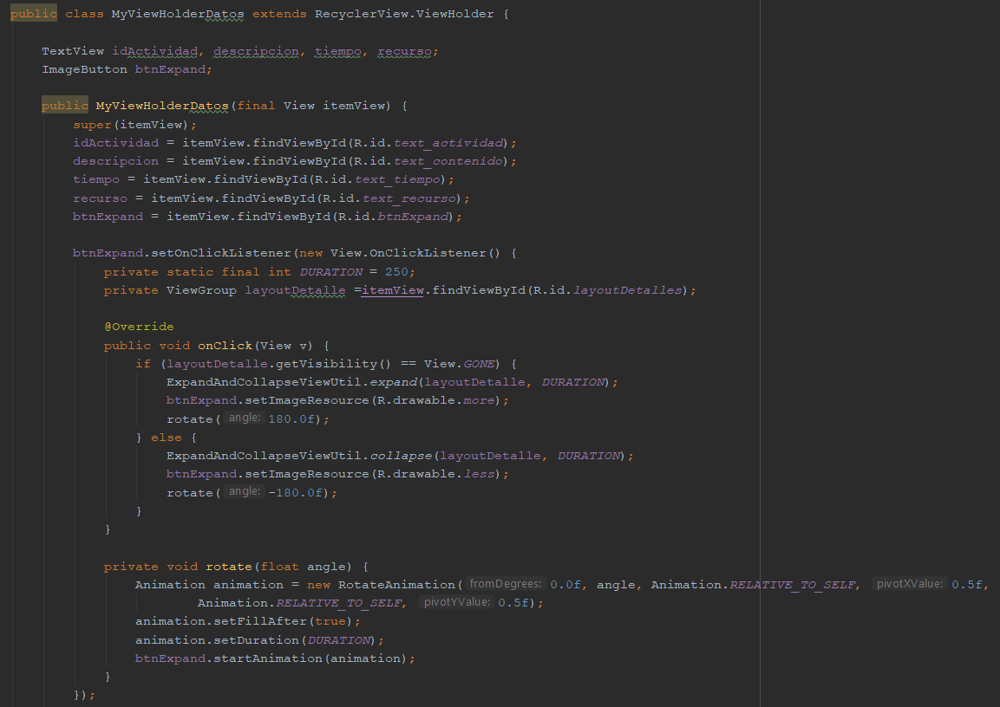 public class MyViewHolderDatos extends RecyclerView.ViewHolder {
TextView idActividad, descripcion, tiempo, recurso;
ImageButton btnExpand;
public MyViewHolderDatos(final View itemView) {
super(itemView);
idActividad = itemView.findViewById(R.id.text_actividad);
descripcion = itemView.findViewById(R.id.text_contenido);
tiempo = itemView.findViewById(R.id.text_tiempo);
recurso = itemView.findViewById(R.id.text_recurso);
btnExpand = itemView.findViewById(R.id.btnExpand);
btnExpand.setOnClickListener(new View.OnClickListener() {
private static final int DURATION = 250;
private ViewGroup layoutDetalle =itemView.findViewById(R.id.layoutDetalles);
@Override
public void onClick(View v) {
if (layoutDetalle.getVisibility() == View.GONE) {
ExpandAndCollapseViewUtil.expand(layoutDetalle, DURATION);
btnExpand.setImageResource(R.drawable.more);
rotate( angle: 180.0f);
} else {
ExpandAndCollapseViewUtil.collapse(layoutDetalle, DURATION);
btnExpand.setImageResource(R.drawable.less);
rotate( angle: -180.0f);
}
}
private void rotate(float angle) {
Animation animation = new RotateAnimation( fromDegrees: 0.0f, angle, Animation.RELATIVE_TO_SELF, pivotXValue: 0.5f,
Animation.RELATIVE_TO_SELF, pivotYValue: 0.5f);
animation.setFillAfter(true);
animation.setDuration(DURATION);
btnExpand.startAnimation(animation);
}
});